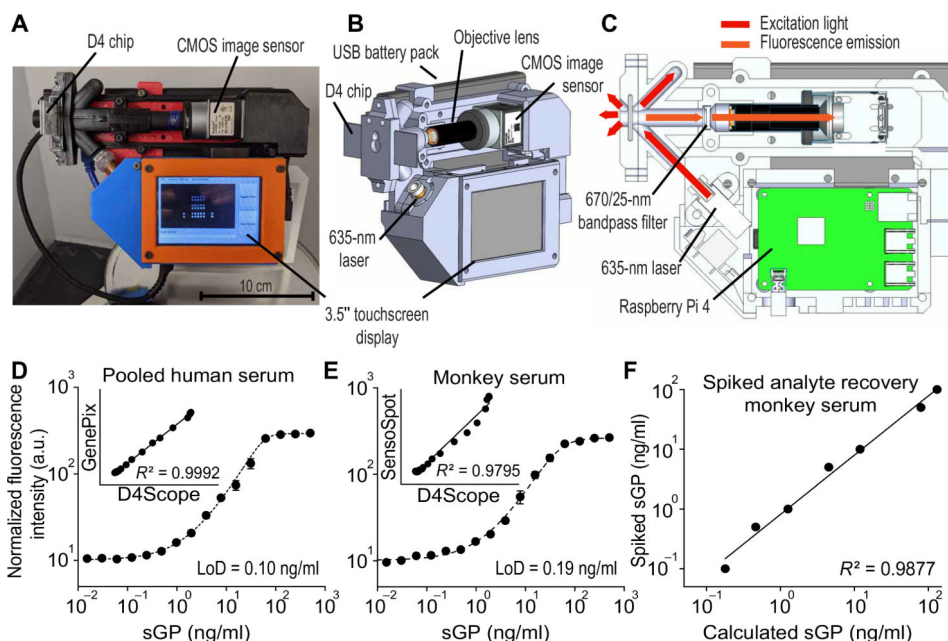 A
D4 chip
CMOS image sensor
10 cm
B
USB battery pack
Objective lens
CMOS image
sensor
D4 chip
635-nm
laser
3.5" touchscreen
display
C
Excitation light
Fluorescence emission
670/25-nm
bandpass filter
635-nm laser
Raspberry Pi 4
D
Pooled human serum
Normalized fluorescence
intensity (a.u.)
10³
10²
10¹
GenePix
R² = 0.9992
D4Scope
LoD = 0.10 ng/ml
10⁻² 10⁻¹ 10⁰ 10¹ 10² 10³
sGP (ng/ml)
E
Monkey serum
10³
10²
10¹
SensoSpot
R² = 0.9795
D4Scope
LoD = 0.19 ng/ml
10⁻² 10⁻¹ 10⁰ 10¹ 10² 10³
sGP (ng/ml)
F
Spiked analyte recovery
monkey serum
Spiked sGP (ng/ml)
10²
10¹
10⁰
10⁻¹
R² = 0.9877
10⁻¹ 10⁰ 10¹ 10²
Calculated sGP (ng/ml)